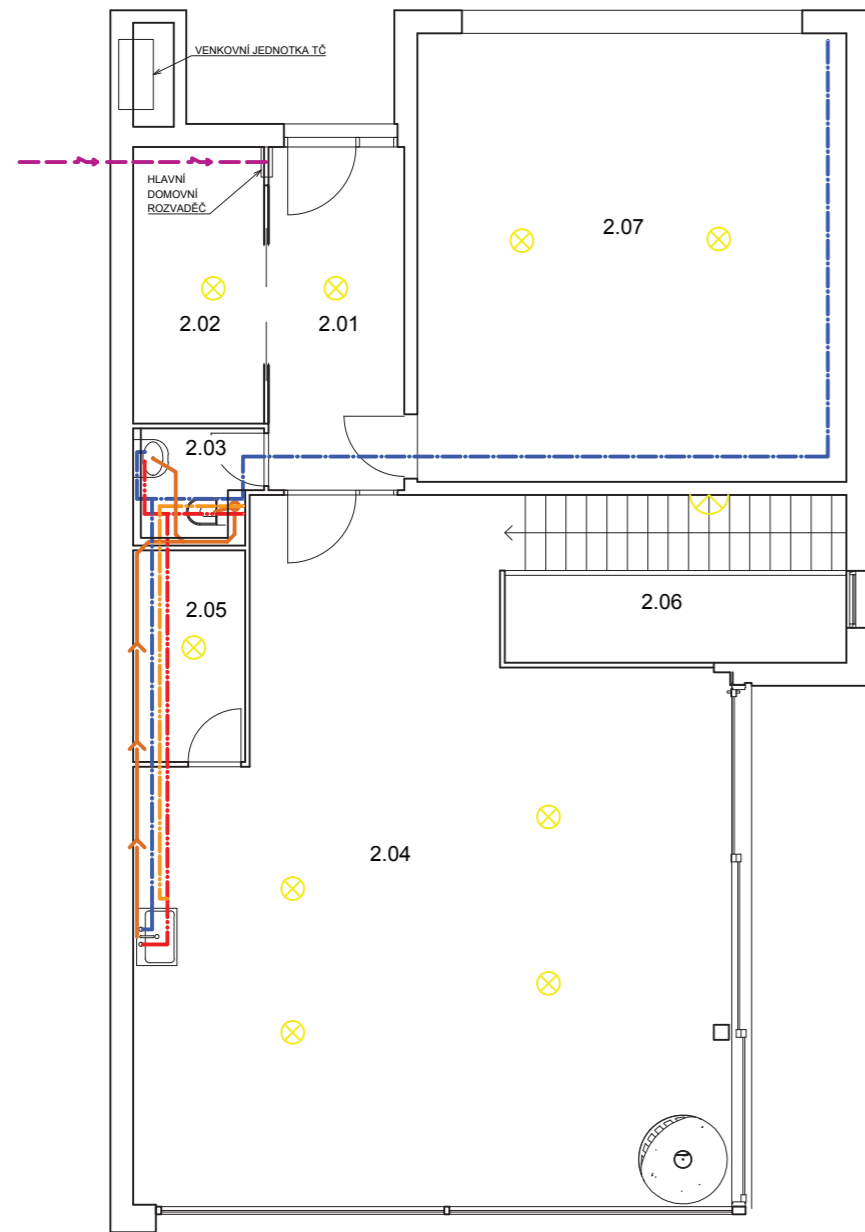 VENKOVNÍ JEDNOTKA TČ
HLAVNÍ
DOMOVNÍ
ROZVADĚČ
2.07
2.02
2.01
2.03
2.05
2.06
2.04